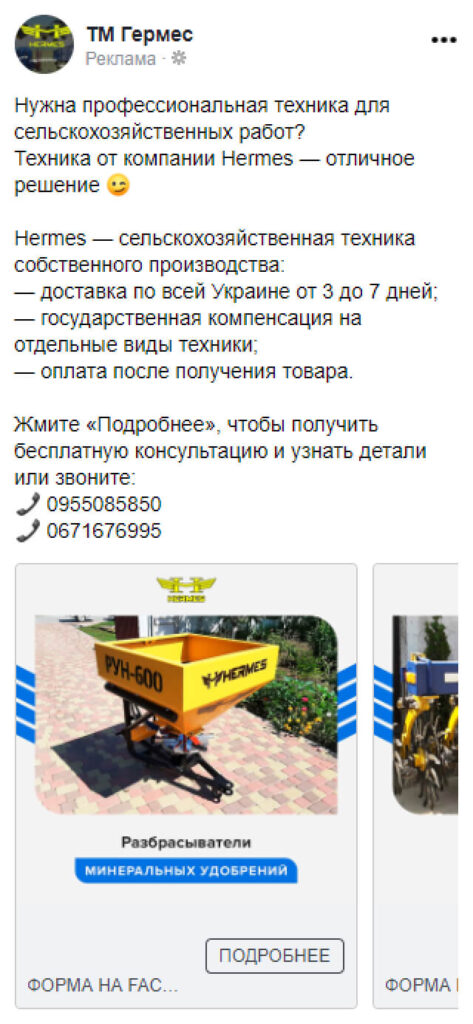 ТМ Гермес
Реклама ·
Нужна профессиональная техника для
сельскохозяйственных работ?
Техника от компании Hermes — отличное
решение 😉
Hermes — сельскохозяйственная техника
собственного производства:
— доставка по всей Украине от 3 до 7 дней;
— государственная компенсация на
отдельные виды техники;
— оплата после получения товара.
Жмите «Подробнее», чтобы получить
бесплатную консультацию и узнать детали
или звоните:
0955085850
0671676995
HERMES
РУН-600
HERMES
Разбрасыватели
МИНЕРАЛЬНЫХ УДОБРЕНИЙ
ПОДРОБНЕЕ
ФОРМА НА FAC...
ФОРМА